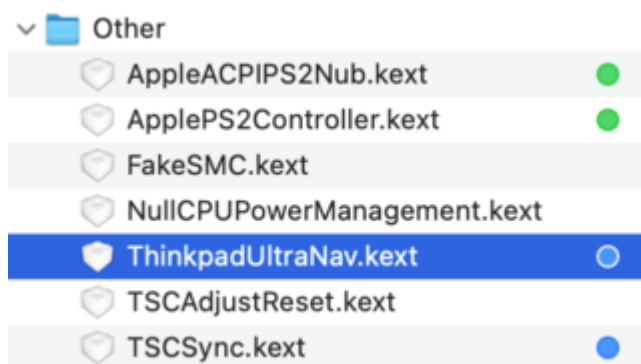 Other
AppleACPIPS2Nub.kext
ApplePS2Controller.kext
FakeSMC.kext
NullCPUPowerManagement.kext
ThinkpadUltraNav.kext
TSCAdjustReset.kext
TSCSync.kext